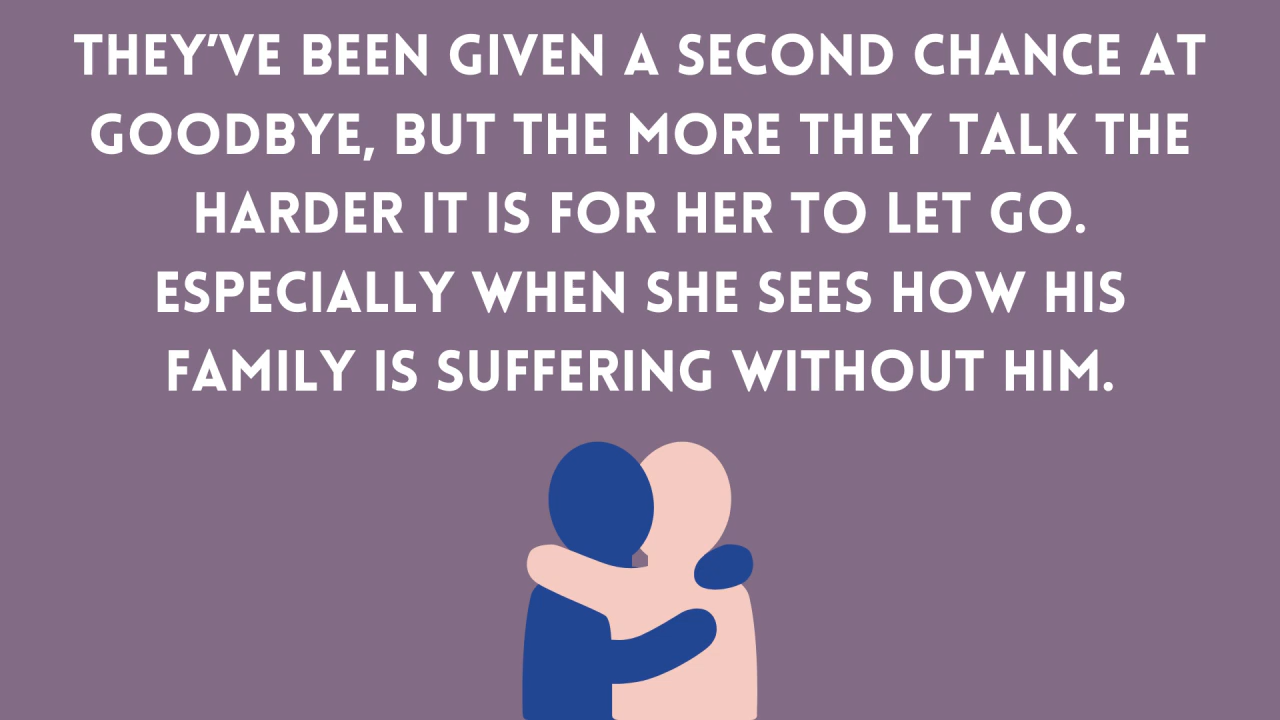 THEY'VE BEEN GIVEN A SECOND CHANCE AT
GOODBYE, BUT THE MORE THEY TALK THE
HARDER IT IS FOR HER TO LET GO.
ESPECIALLY WHEN SHE SEES HOW HIS
FAMILY IS SUFFERING WITHOUT HIM.